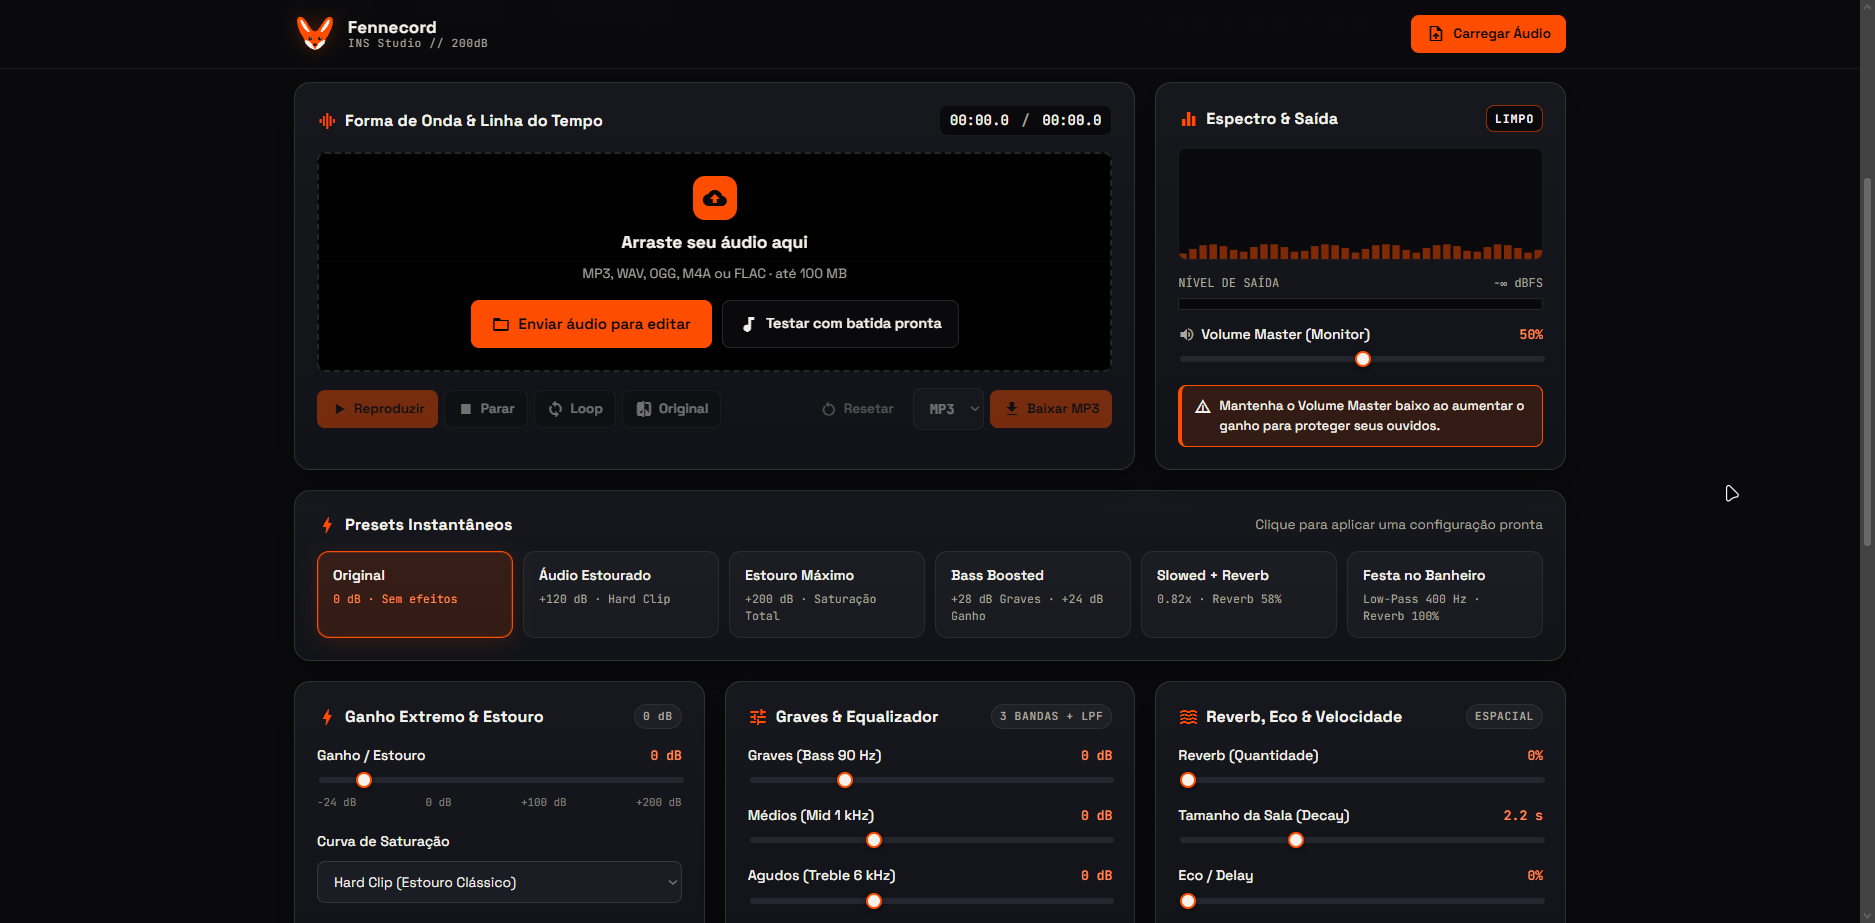 Fennecord
INS Studio // 200dB
Carregar Áudio
Forma de Onda & Linha do Tempo
00:00.0 / 00:00.0
Arraste seu áudio aqui
MP3, WAV, OGG, M4A ou FLAC · até 100 MB
Enviar áudio para editar
Testar com batida pronta
Reproduzir
Parar
Loop
Original
Resetar
MP3
Baixar MP3
Espectro & Saída
LIMPO
NÍVEL DE SAÍDA
-∞ dBFS
Volume Master (Monitor)
50%
Mantenha o Volume Master baixo ao aumentar o
ganho para proteger seus ouvidos.
Presets Instantâneos
Clique para aplicar uma configuração pronta
Original
0 dB · Sem efeitos
Áudio Estourado
+120 dB · Hard Clip
Estouro Máximo
+200 dB · Saturação
Total
Bass Boosted
+28 dB Graves · +24 dB
Ganho
Slowed + Reverb
0.82x · Reverb 58%
Festa no Banheiro
Low-Pass 400 Hz ·
Reverb 100%
Ganho Extremo & Estouro
0 dB
Ganho / Estouro
0 dB
-24 dB
0 dB
+100 dB
+200 dB
Curva de Saturação
Hard Clip (Estouro Clássico)
Graves & Equalizador
3 BANDAS + LPF
Graves (Bass 90 Hz)
0 dB
Médios (Mid 1 kHz)
0 dB
Agudos (Treble 6 kHz)
0 dB
Reverb, Eco & Velocidade
ESPACIAL
Reverb (Quantidade)
0%
Tamanho da Sala (Decay)
2.2 s
Eco / Delay
0%